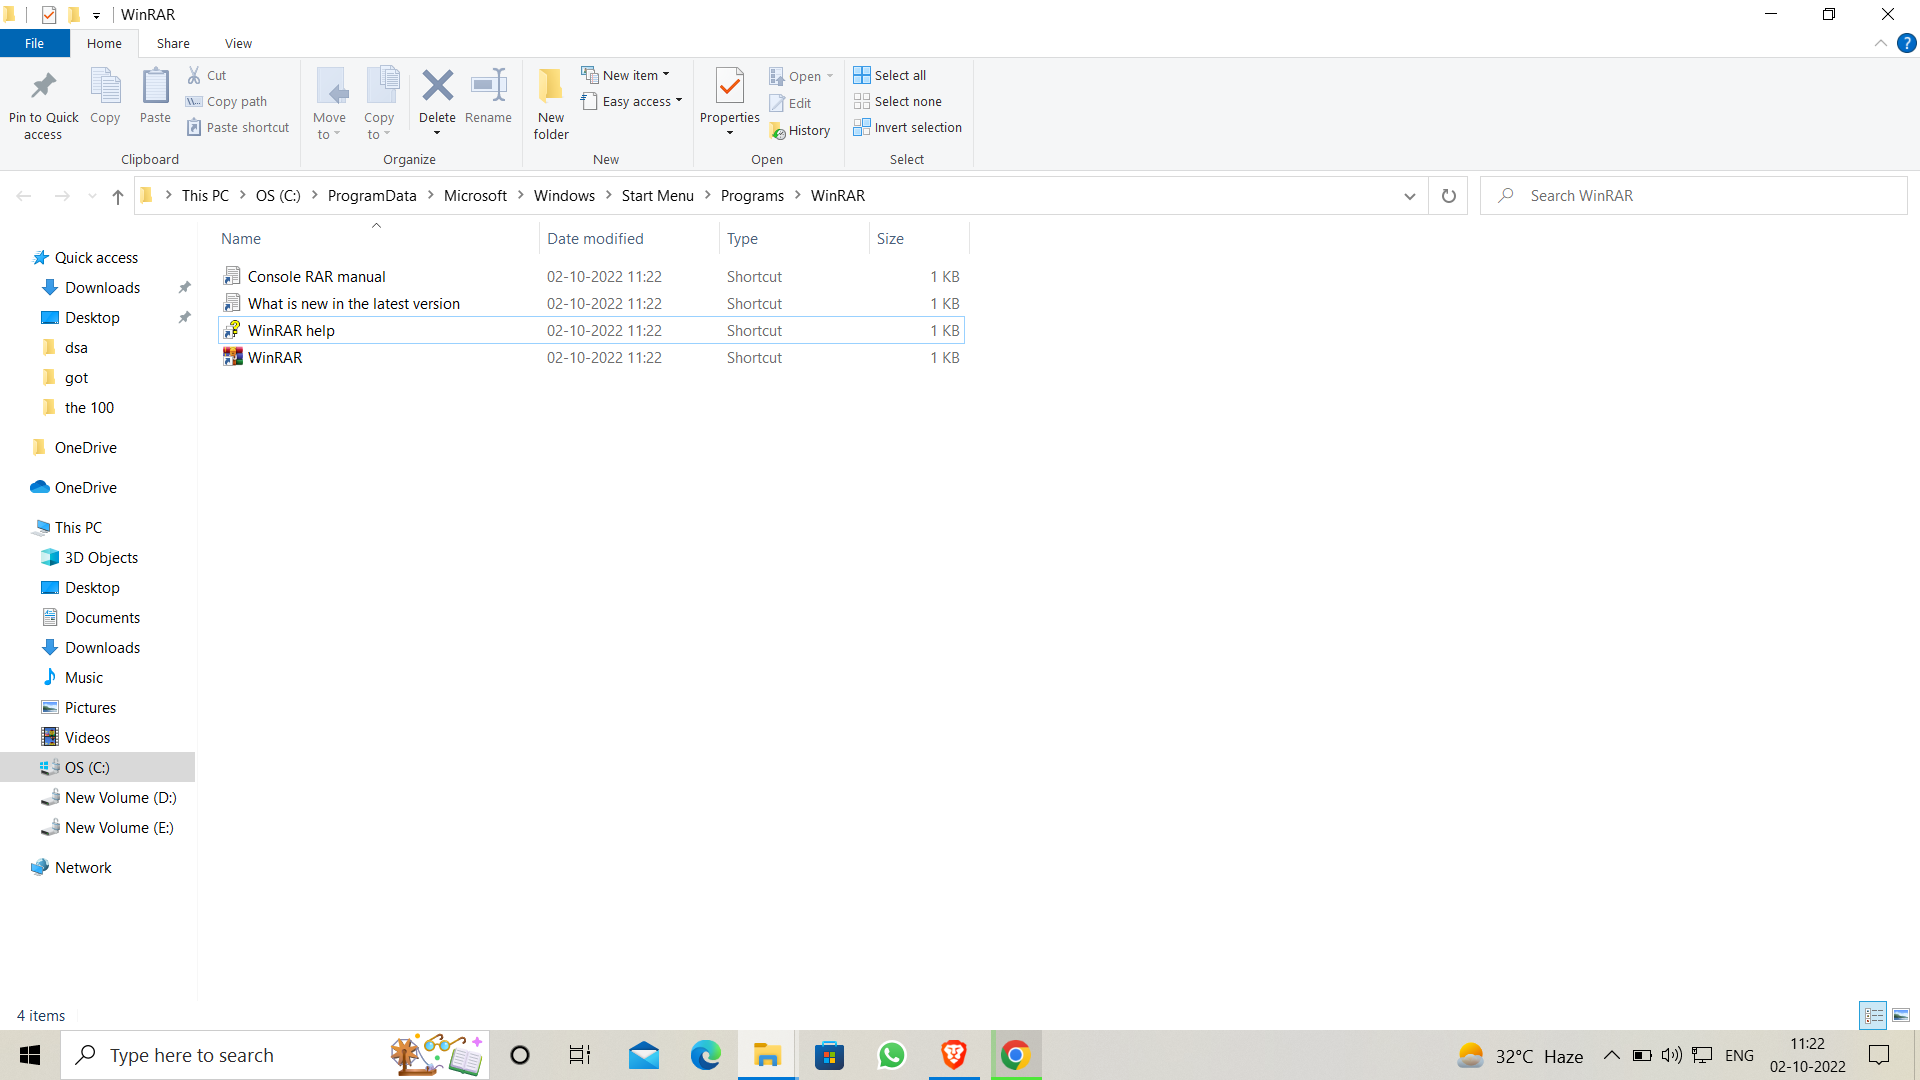 WinRAR
File Home Share View
Pin to Quick access
Copy
Paste
Cut
Copy path
Paste shortcut
Clipboard
Move to
Copy to
Delete
Rename
Organize
New folder
New item
Easy access
New
Properties
Open
Edit
History
Open
Select all
Select none
Invert selection
Select
This PC > OS (C:) > ProgramData > Microsoft > Windows > Start Menu > Programs > WinRAR
Search WinRAR
Name Date modified Type Size
Console RAR manual 02-10-2022 11:22 Shortcut 1 KB
What is new in the latest version 02-10-2022 11:22 Shortcut 1 KB
WinRAR help 02-10-2022 11:22 Shortcut 1 KB
WinRAR 02-10-2022 11:22 Shortcut 1 KB
Quick access
Downloads
Desktop
dsa
got
the 100
OneDrive
OneDrive
This PC
3D Objects
Desktop
Documents
Downloads
Music
Pictures
Videos
OS (C:)
New Volume (D:)
New Volume (E:)
Network
4 items
Type here to search
32°C Haze
ENG
11:22
02-10-2022